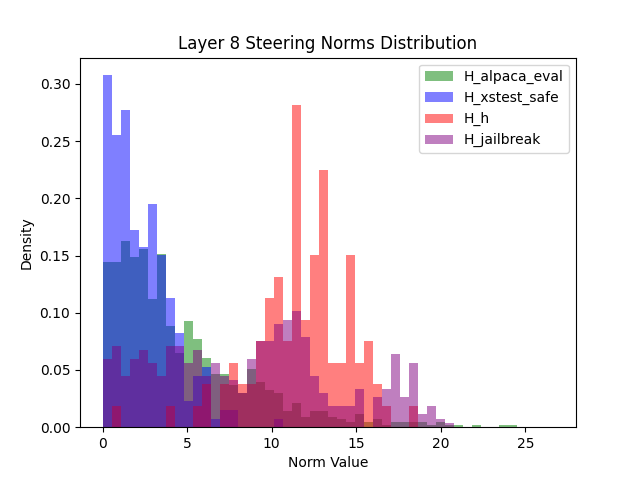 Layer 8 Steering Norms Distribution
H_alpaca_eval
H_xstest_safe
H_h
H_jailbreak
0.30
0.25
0.20
0.15
0.10
0.05
0.00
Density
0 5 10 15 20 25
Norm Value